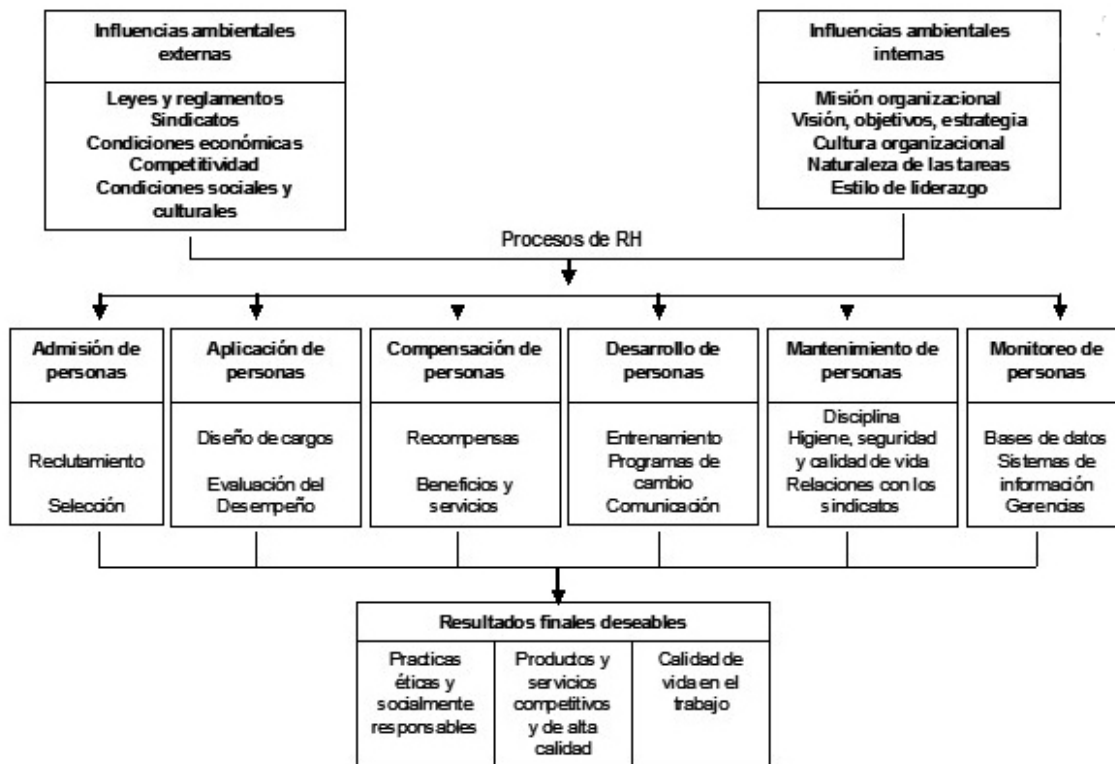 Influencias ambientales
externas
Leyes y reglamentos
Sindicatos
Condiciones económicas
Competitividad
Condiciones sociales y
culturales
Influencias ambientales
internas
Misión organizacional
Visión, objetivos, estrategia
Cultura organizacional
Naturaleza de las tareas
Estilo de liderazgo
Procesos de RH
Admisión de
personas
Reclutamiento
Selección
Aplicación de
personas
Diseño de cargos
Evaluación del
Desempeño
Compensación de
personas
Recompensas
Beneficios y
servicios
Desarrollo de
personas
Entrenamiento
Programas de
cambio
Comunicación
Mantenimiento de
personas
Disciplina
Higiene, seguridad
y calidad de vida
Relaciones con los
sindicatos
Monitoreo de
personas
Bases de datos
Sistemas de
información
Gerencias
Resultados finales deseables
Practicas
éticas y
socialmente
responsables
Productos y
servicios
competitivos
y de alta
calidad
Calidad de
vida en el
trabajo